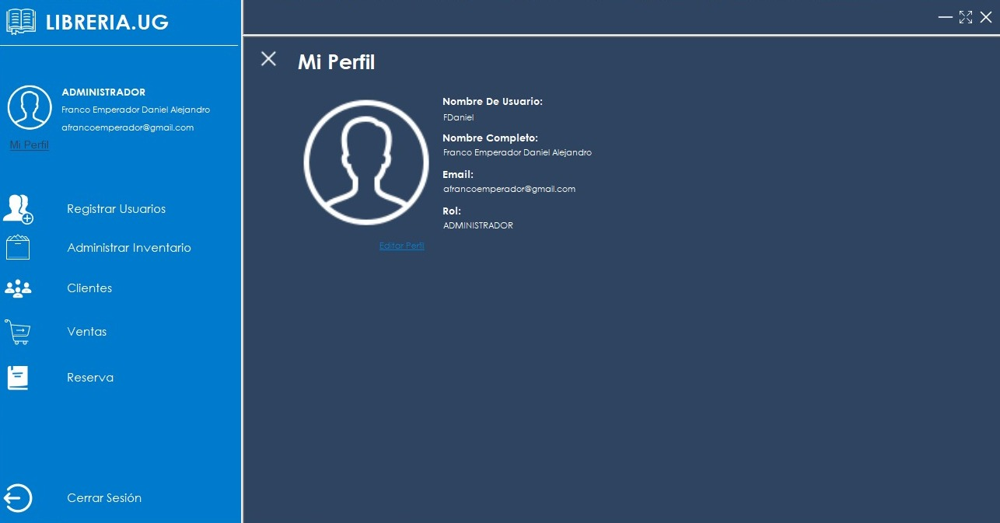 LIBRERIA.UG
ADMINISTRADOR
Franco Emperador Daniel Alejandro
afrancoemperador@gmail.com
Mi Perfil
Registrar Usuarios
Administrar Inventario
Clientes
Ventas
Reserva
Cerrar Sesión
Mi Perfil
Nombre De Usuario:
FDaniel
Nombre Completo:
Franco Emperador Daniel Alejandro
Email:
afrancoemperador@gmail.com
Rol:
ADMINISTRADOR
Editar Perfil